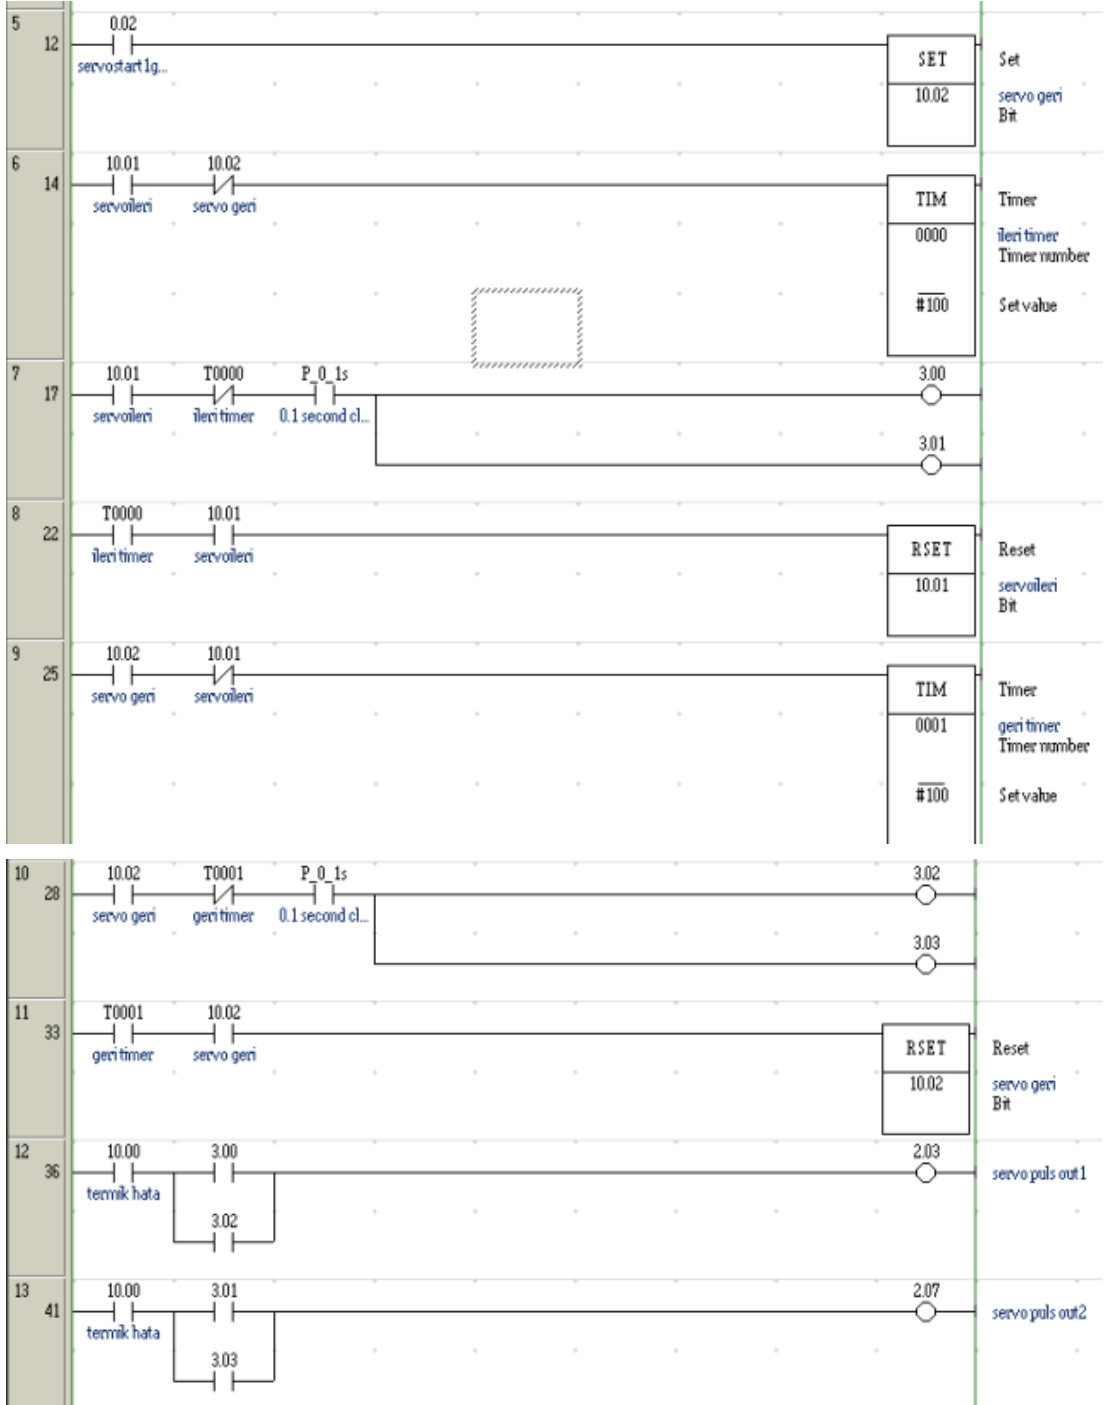 5
0.02
12
servostart1g...
SET
Set
10.02
servo geri
Bit
6
10.01
10.02
14
servoileri
servo geri
TIM
Timer
0000
ileri timer
Timer number
#100
Set value
7
10.01
T0000
P_0_1s
3.00
17
servoileri
ileri timer
0.1 second cl...
3.01
8
T0000
10.01
22
ileri timer
servoileri
RSET
Reset
10.01
servoileri
Bit
9
10.02
10.01
25
servo geri
servoileri
TIM
Timer
0001
geri timer
Timer number
#100
Set value
10
10.02
T0001
P_0_1s
3.02
28
servo geri
geri timer
0.1 second cl...
3.03
11
T0001
10.02
33
geri timer
servo geri
RSET
Reset
10.02
servo geri
Bit
12
10.00
3.00
2.03
36
termik hata
servo puls out1
3.02
13
10.00
3.01
2.07
41
termik hata
servo puls out2
3.03